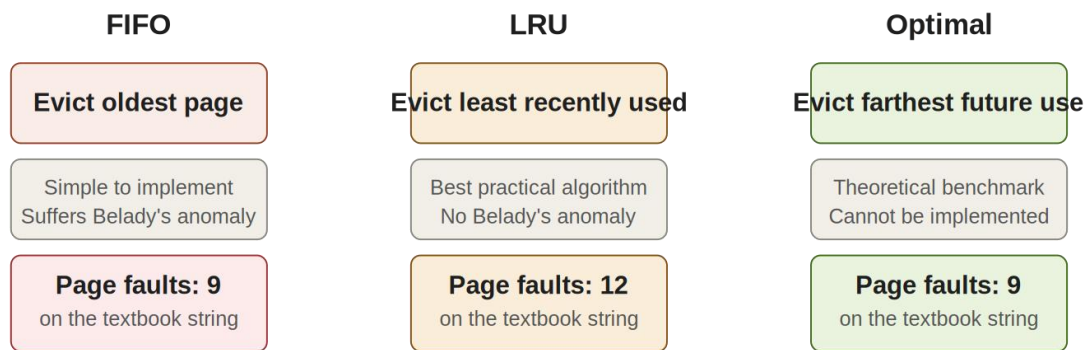 FIFO
Evict oldest page
Simple to implement
Suffers Belady's anomaly
Page faults: 9
on the textbook string
LRU
Evict least recently used
Best practical algorithm
No Belady's anomaly
Page faults: 12
on the textbook string
Optimal
Evict farthest future use
Theoretical benchmark
Cannot be implemented
Page faults: 9
on the textbook string